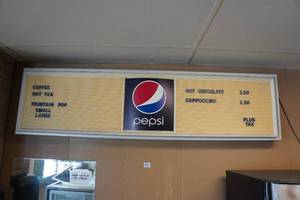 COFFEE
HOT TEA
FOUNTAIN POP
SMALL
LARGE
pepsi
HOT CHOCOLATE 2.50
CAPPUCCINO 2.50
PLUS
TAX